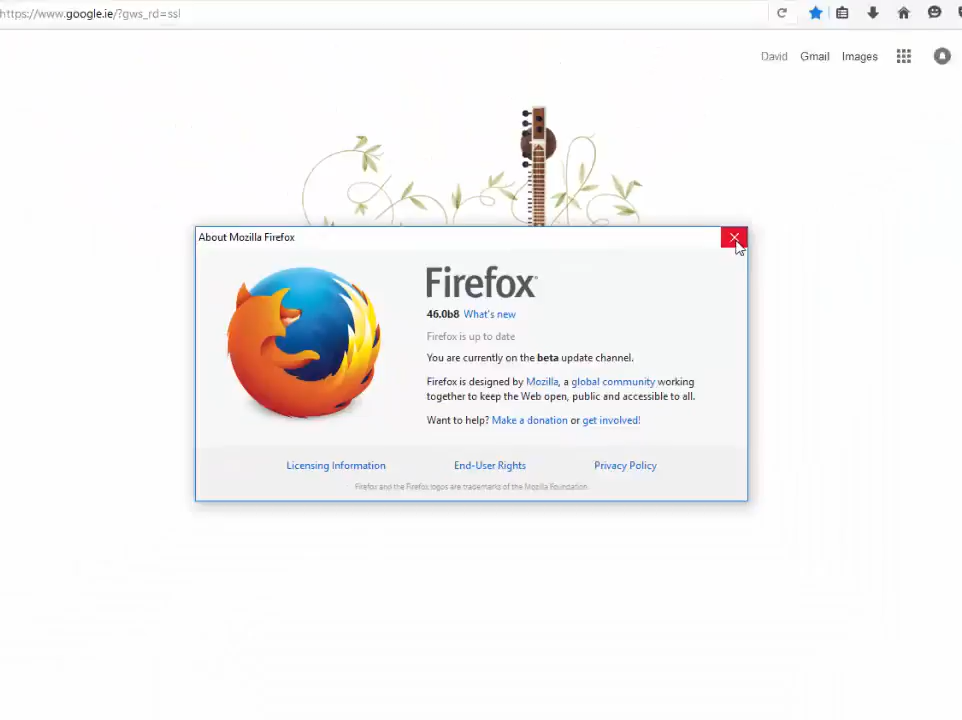 https://www.google.ie/?gws_rd=ssl
David Gmail Images
About Mozilla Firefox
Firefox™
46.0b8 What's new
Firefox is up to date
You are currently on the beta update channel.
Firefox is designed by Mozilla, a global community working
together to keep the Web open, public and accessible to all.
Want to help? Make a donation or get involved!
Licensing Information End-User Rights Privacy Policy
Firefox and the Firefox logos are trademarks of the Mozilla Foundation.